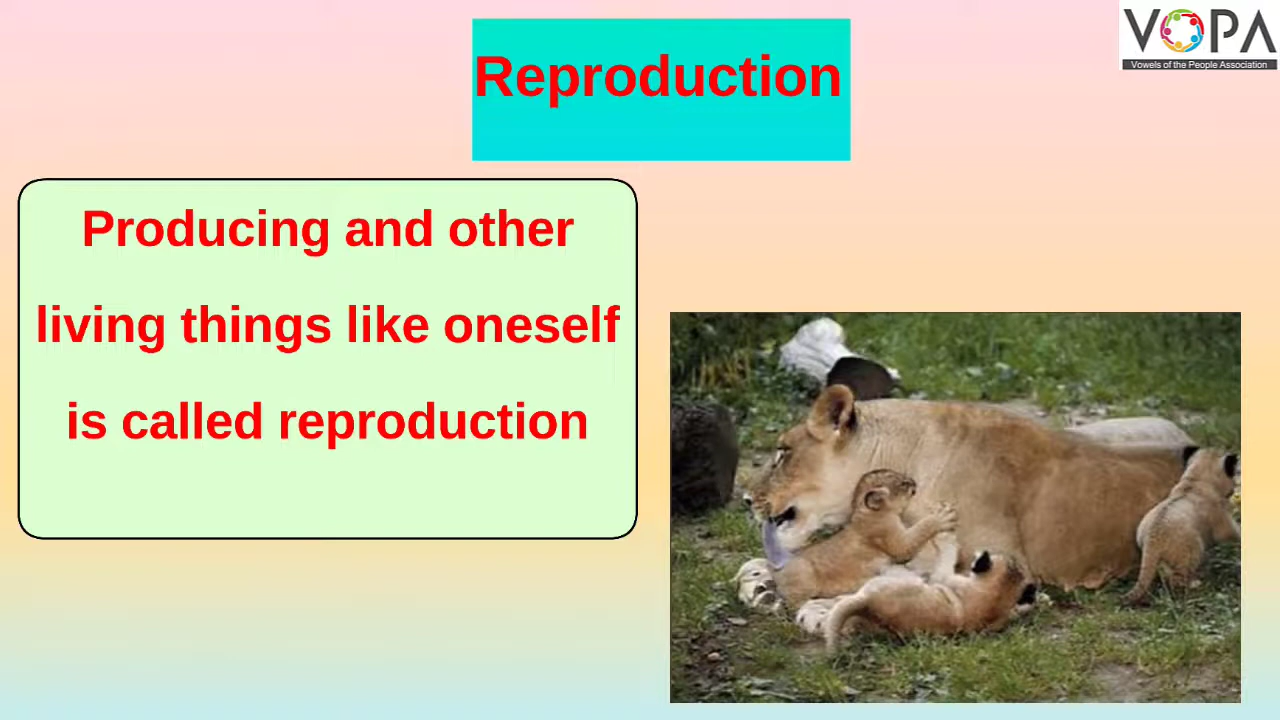 Reproduction
VOPA
Vowels of the People Association
Producing and other
living things like oneself
is called reproduction